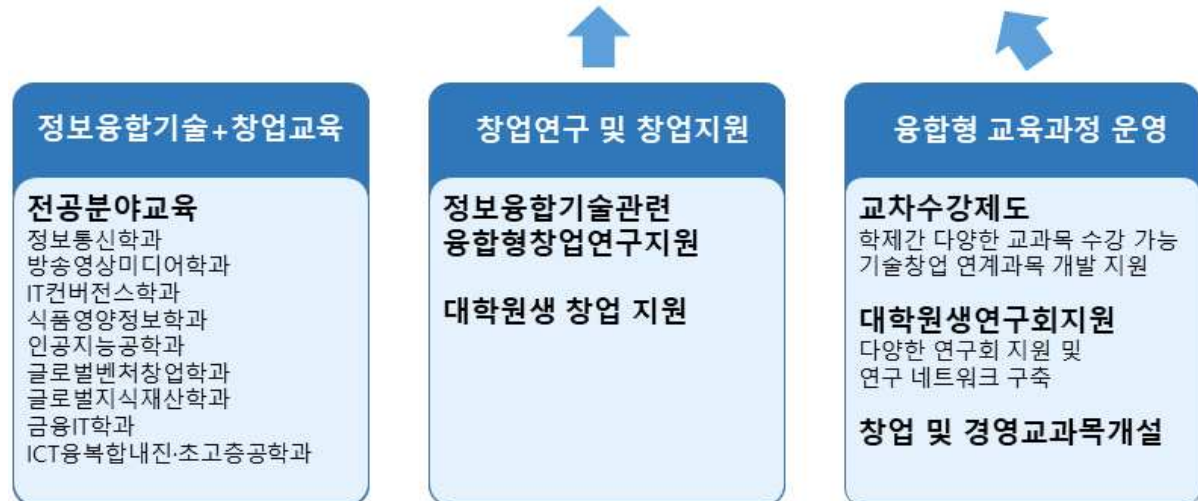 정보융합기술+창업교육
전공분야교육
정보통신학과
방송영상미디어학과
IT컨버전스학과
식품영양정보학과
인공지능공학과
글로벌벤처창업학과
글로벌지식재산학과
금융IT학과
ICT융복합내진·초고층공학과
창업연구 및 창업지원
정보융합기술관련
융합형창업연구지원
대학원생 창업 지원
융합형 교육과정 운영
교차수강제도
학제간 다양한 교과목 수강 가능
기술창업 연계과목 개발 지원
대학원생연구회지원
다양한 연구회 지원 및
연구 네트워크 구축
창업 및 경영교과목개설